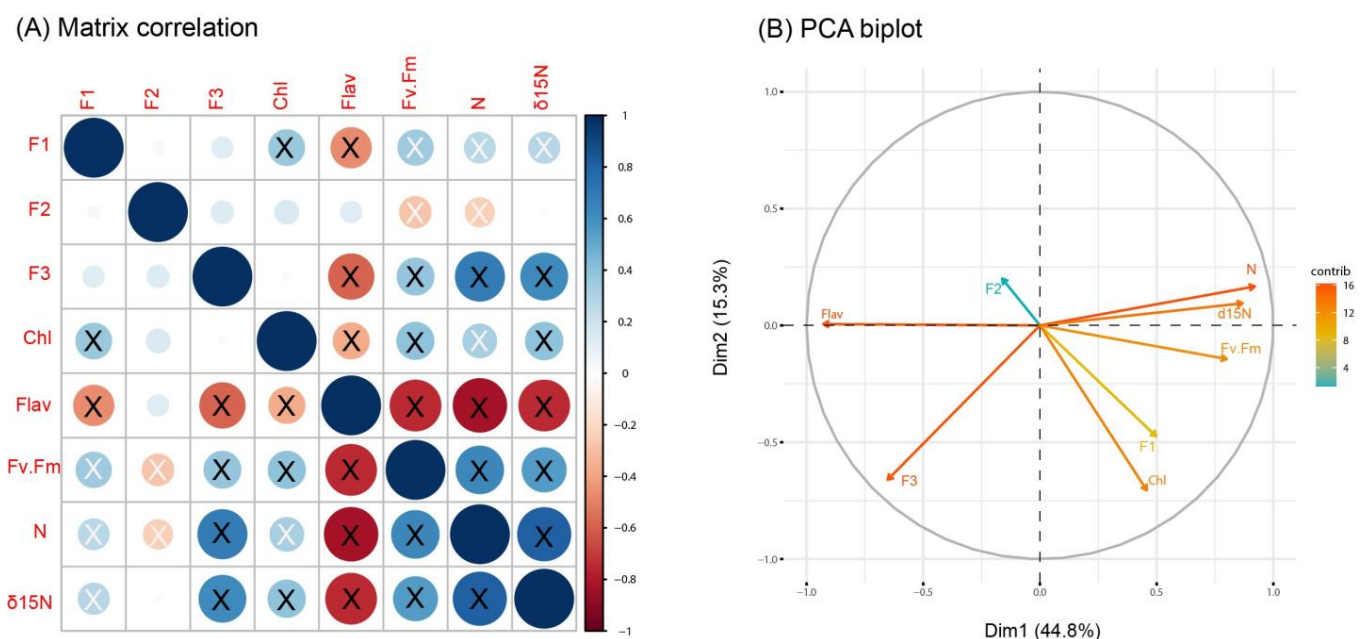 (A) Matrix correlation
F1 F2 F3 Chl Flav Fv.Fm N δ15N
F1 X X X X X
F2 X X
F3 X X X X
Chl X X X X X
Flav X X X X X X
Fv.Fm X X X X X X X
N X X X X X X X
δ15N X X X X X X
1
0.8
0.6
0.4
0.2
0
−0.2
−0.4
−0.6
−0.8
−1
(B) PCA biplot
Dim2 (15.3%)
1.0
0.5
0.0
−0.5
−1.0
N
d15N
F2
Flav
Fv.Fm
F1
F3
Chl
−1.0 −0.5 0.0 0.5 1.0
Dim1 (44.8%)
contrib
16
12
8
4